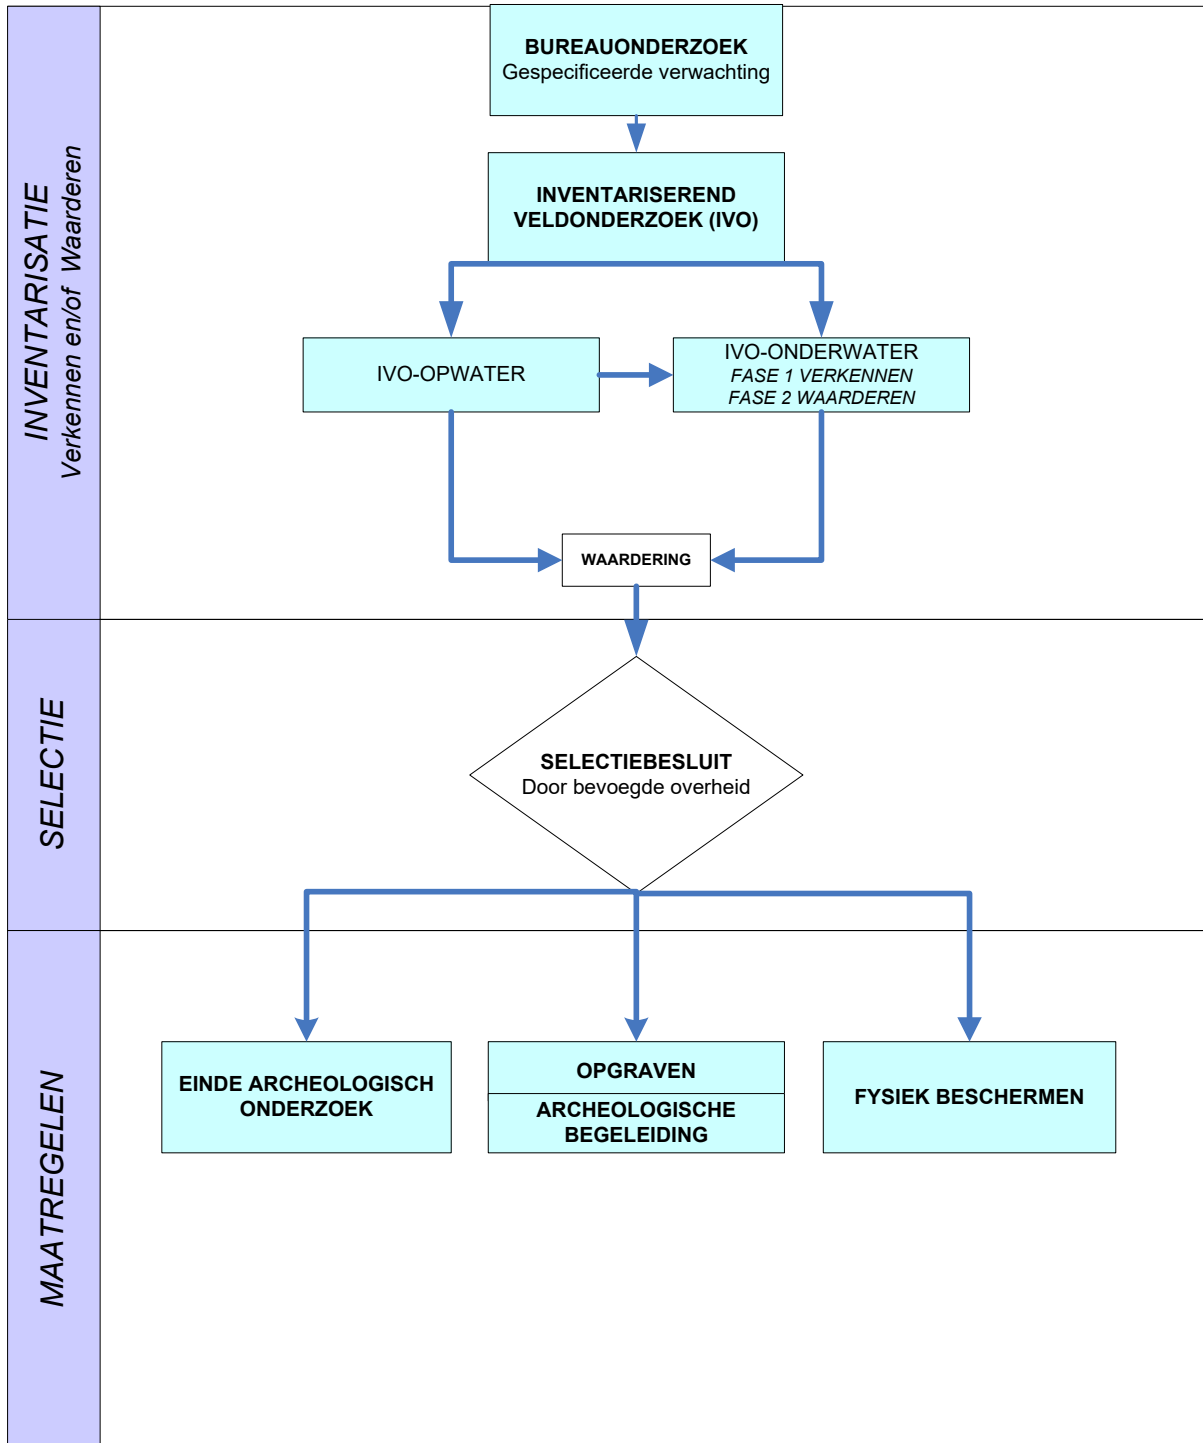 INVENTARISATIE
Verkennen en/of Waarderen
BUREAUONDERZOEK
Gespecificeerde verwachting
INVENTARISEREND
VELDONDERZOEK (IVO)
IVO-OPWATER
IVO-ONDERWATER
FASE 1 VERKENNEN
FASE 2 WAARDEREN
WAARDERING
SELECTIE
SELECTIEBESLUIT
Door bevoegde overheid
MAATREGELEN
EINDE ARCHEOLOGISCH
ONDERZOEK
OPGRAVEN
ARCHEOLOGISCHE
BEGELEIDING
FYSIEK BESCHERMEN